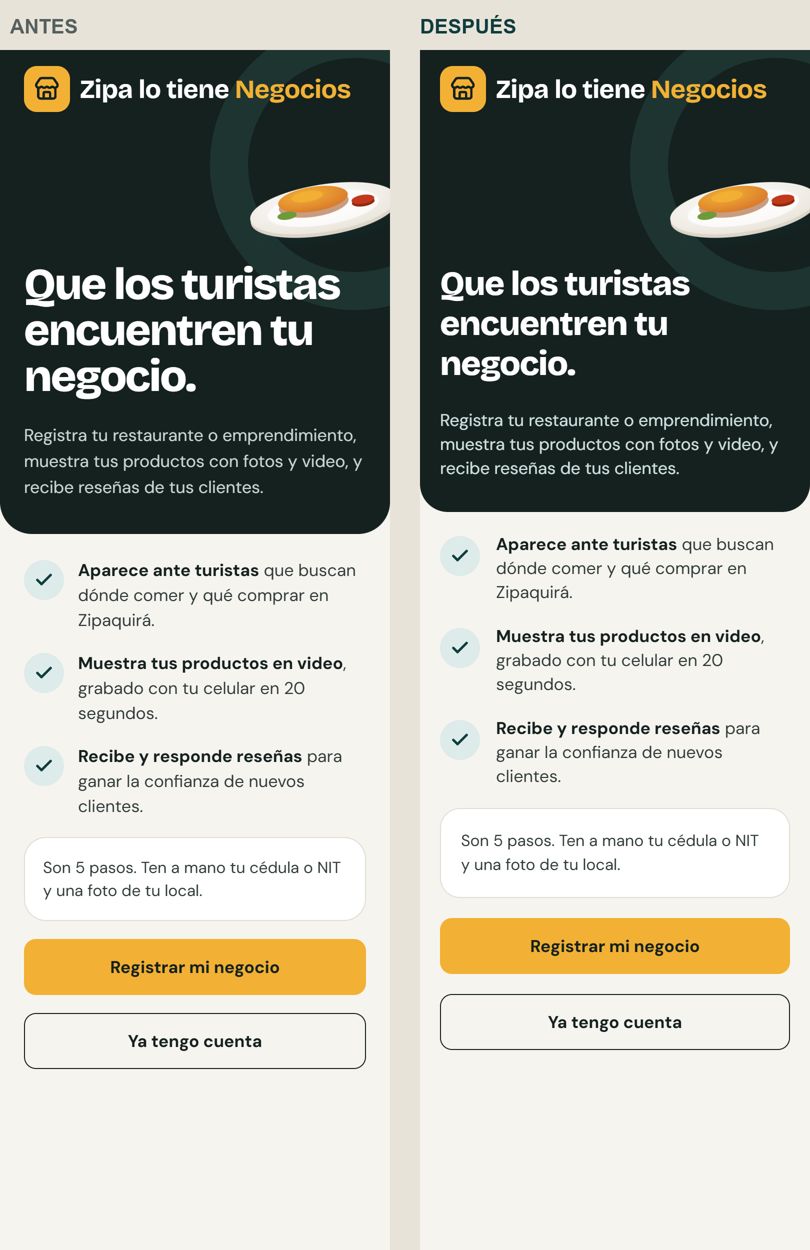 ANTES
Zipa lo tiene Negocios
Que los turistas
encuentren tu
negocio.
Registra tu restaurante o emprendimiento,
muestra tus productos con fotos y video, y
recibe reseñas de tus clientes.
Aparece ante turistas que buscan
dónde comer y qué comprar en
Zipaquirá.
Muestra tus productos en video,
grabado con tu celular en 20
segundos.
Recibe y responde reseñas para
ganar la confianza de nuevos
clientes.
Son 5 pasos. Ten a mano tu cédula o NIT
y una foto de tu local.
Registrar mi negocio
Ya tengo cuenta
DESPUÉS
Zipa lo tiene Negocios
Que los turistas
encuentren tu
negocio.
Registra tu restaurante o emprendimiento,
muestra tus productos con fotos y video, y
recibe reseñas de tus clientes.
Aparece ante turistas que buscan
dónde comer y qué comprar en
Zipaquirá.
Muestra tus productos en video,
grabado con tu celular en 20
segundos.
Recibe y responde reseñas para
ganar la confianza de nuevos
clientes.
Son 5 pasos. Ten a mano tu cédula o NIT
y una foto de tu local.
Registrar mi negocio
Ya tengo cuenta